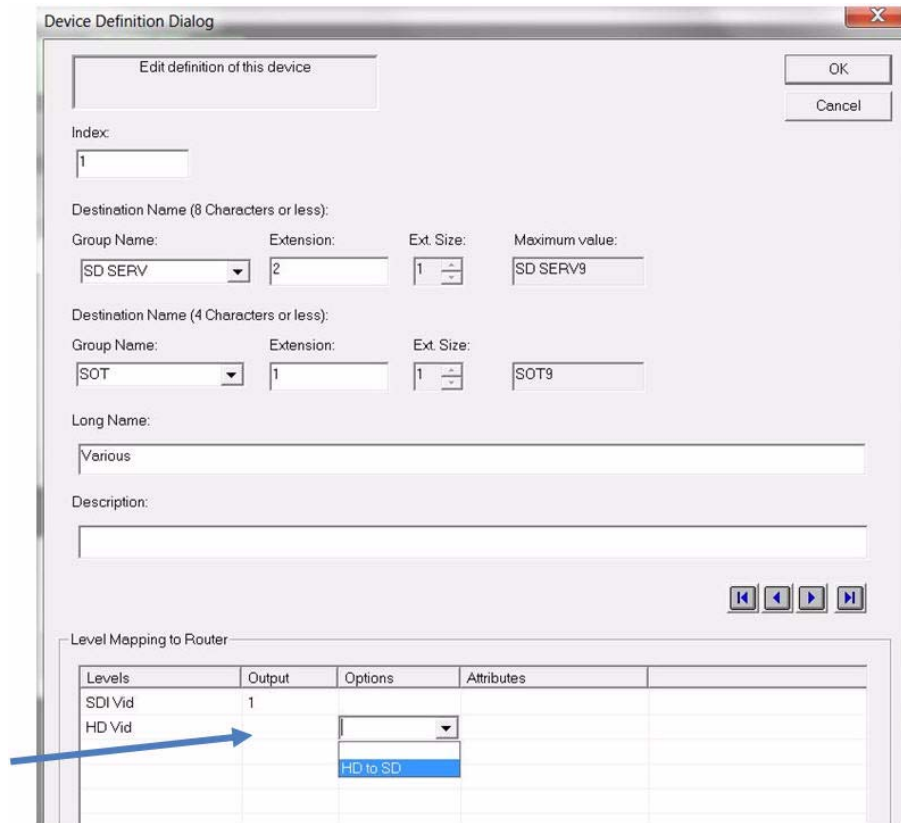 Device Definition Dialog
X
Edit definition of this device
OK
Cancel
Index:
1
Destination Name (8 Characters or less):
Group Name: Extension: Ext. Size: Maximum value:
SD SERV 2 1 SD SERV9
Destination Name (4 Characters or less):
Group Name: Extension: Ext. Size:
SOT 1 1 SOT9
Long Name:
Various
Description:
Level Mapping to Router
Levels Output Options Attributes
SDI Vid 1
HD Vid
HD to SD